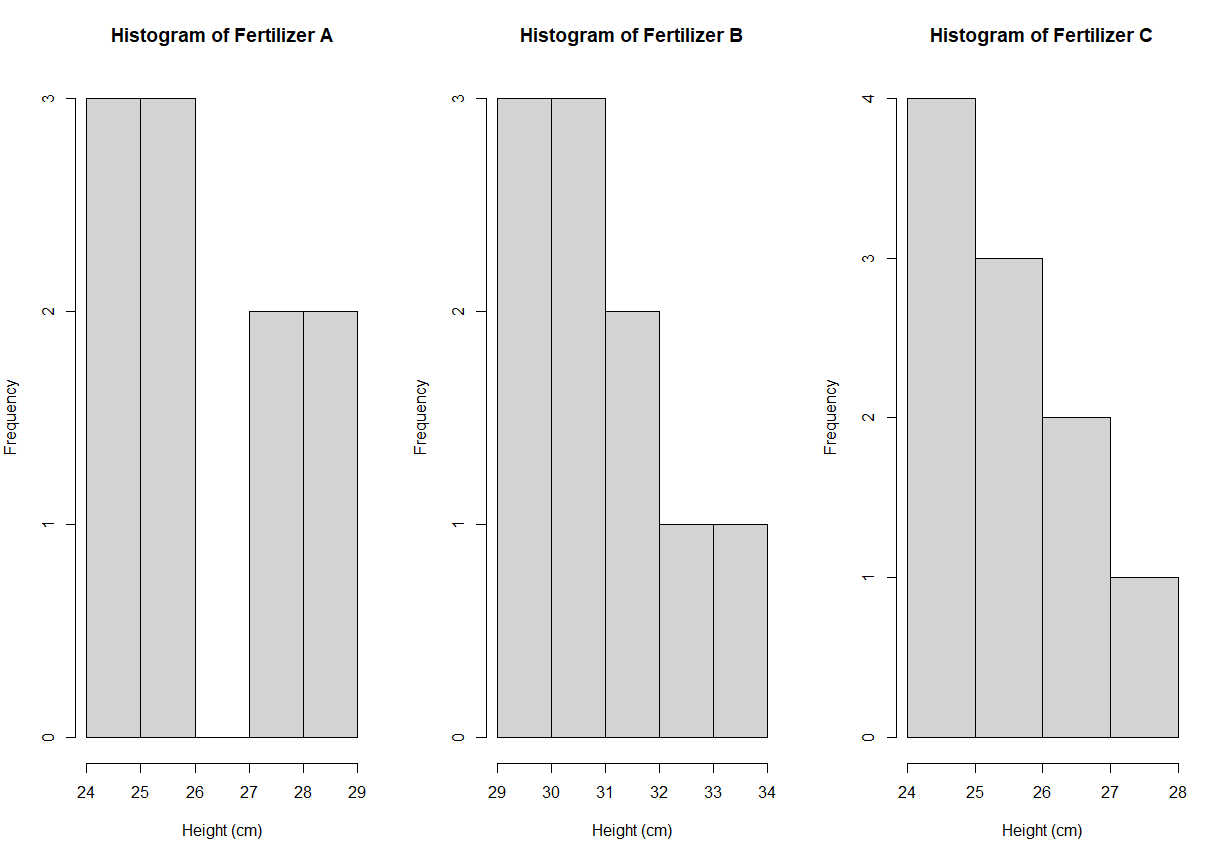 Histogram of Fertilizer A
3
2
1
0
Frequency
24 25 26 27 28 29
Height (cm)
Histogram of Fertilizer B
3
2
1
0
Frequency
29 30 31 32 33 34
Height (cm)
Histogram of Fertilizer C
4
3
2
1
0
Frequency
24 25 26 27 28
Height (cm)